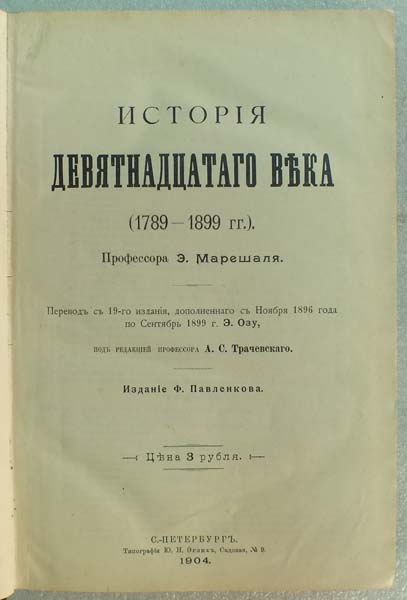 ИСТОРІЯ
ДЕВЯТНАДЦАТАГО ВѢКА
(1789 — 1899 гг.).
Профессора Э. Марешаля.
Переводъ съ 19-го изданія, дополненнаго съ Ноября 1896 года
по Сентябрь 1899 г. Э. Озу,
ПОДЪ РЕДАКЦІЕЙ ПРОФЕССОРА А. С. Трачевскаго.
Изданіе Ф. Павленкова.
Цѣна 3 рубля.
С.-ПЕТЕРБУРГЪ.
Типографія Ю. Н. Эрлихъ, Садовая, № 9.
1904.